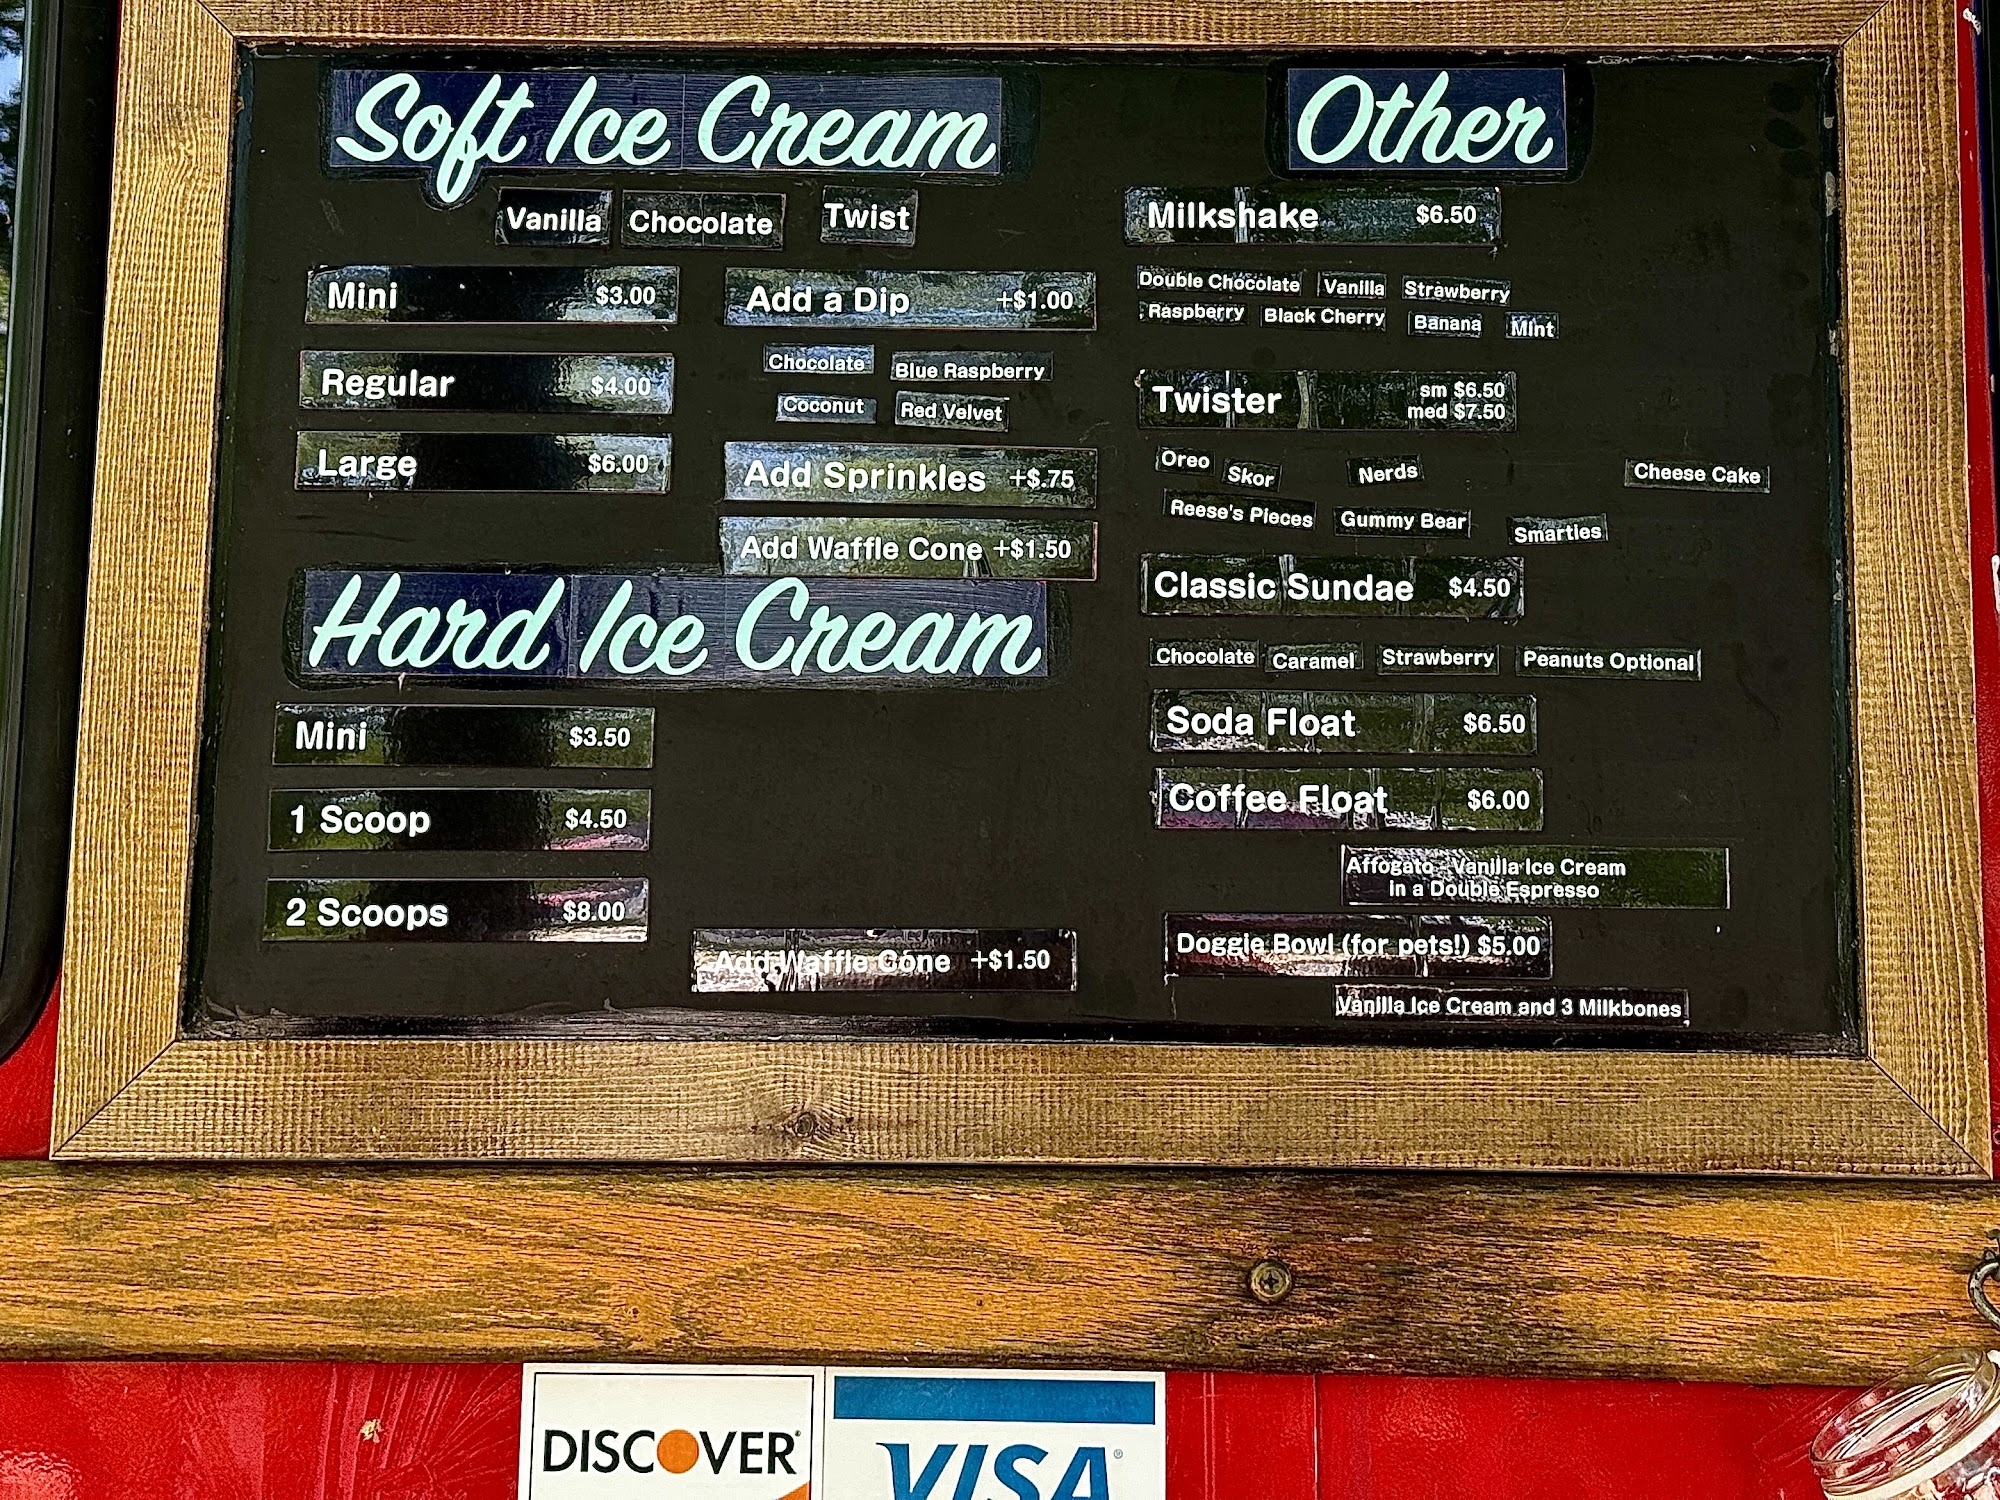 Soft Ice Cream
Vanilla Chocolate Twist
Mini $3.00
Regular $4.00
Large $6.00
Add a Dip +$1.00
Chocolate Blue Raspberry
Coconut Red Velvet
Add Sprinkles +$.75
Add Waffle Cone +$1.50
Hard Ice Cream
Mini $3.50
1 Scoop $4.50
2 Scoops $8.00
Add Waffle Cone +$1.50
Other
Milkshake $6.50
Double Chocolate Vanilla Strawberry
Raspberry Black Cherry Banana Mint
Twister sm $6.50
med $7.50
Oreo Skor Nerds Cheese Cake
Reese's Pieces Gummy Bear Smarties
Classic Sundae $4.50
Chocolate Caramel Strawberry Peanuts Optional
Soda Float $6.50
Coffee Float $6.00
Affogato - Vanilla Ice Cream
in a Double Espresso
Doggie Bowl (for pets!) $5.00
Vanilla Ice Cream and 3 Milkbones
DISCOVER
VISA